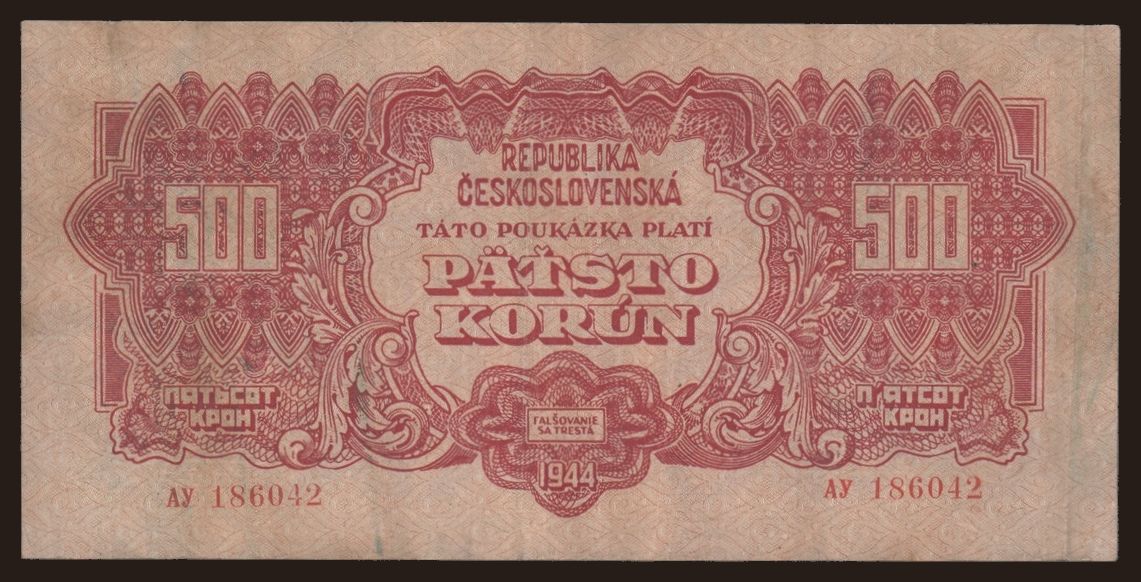 REPUBLIKA
ČESKOSLOVENSKÁ
TÁTO POUKÁZKA PLATÍ
500
PÄŤSTO
KORÚN
500
ПЯТЬСОТ
КРОН
FALŠOVANIE
SA TRESTÁ
П'ЯТСОТ
КРОН
1944
АУ 186042
АУ 186042